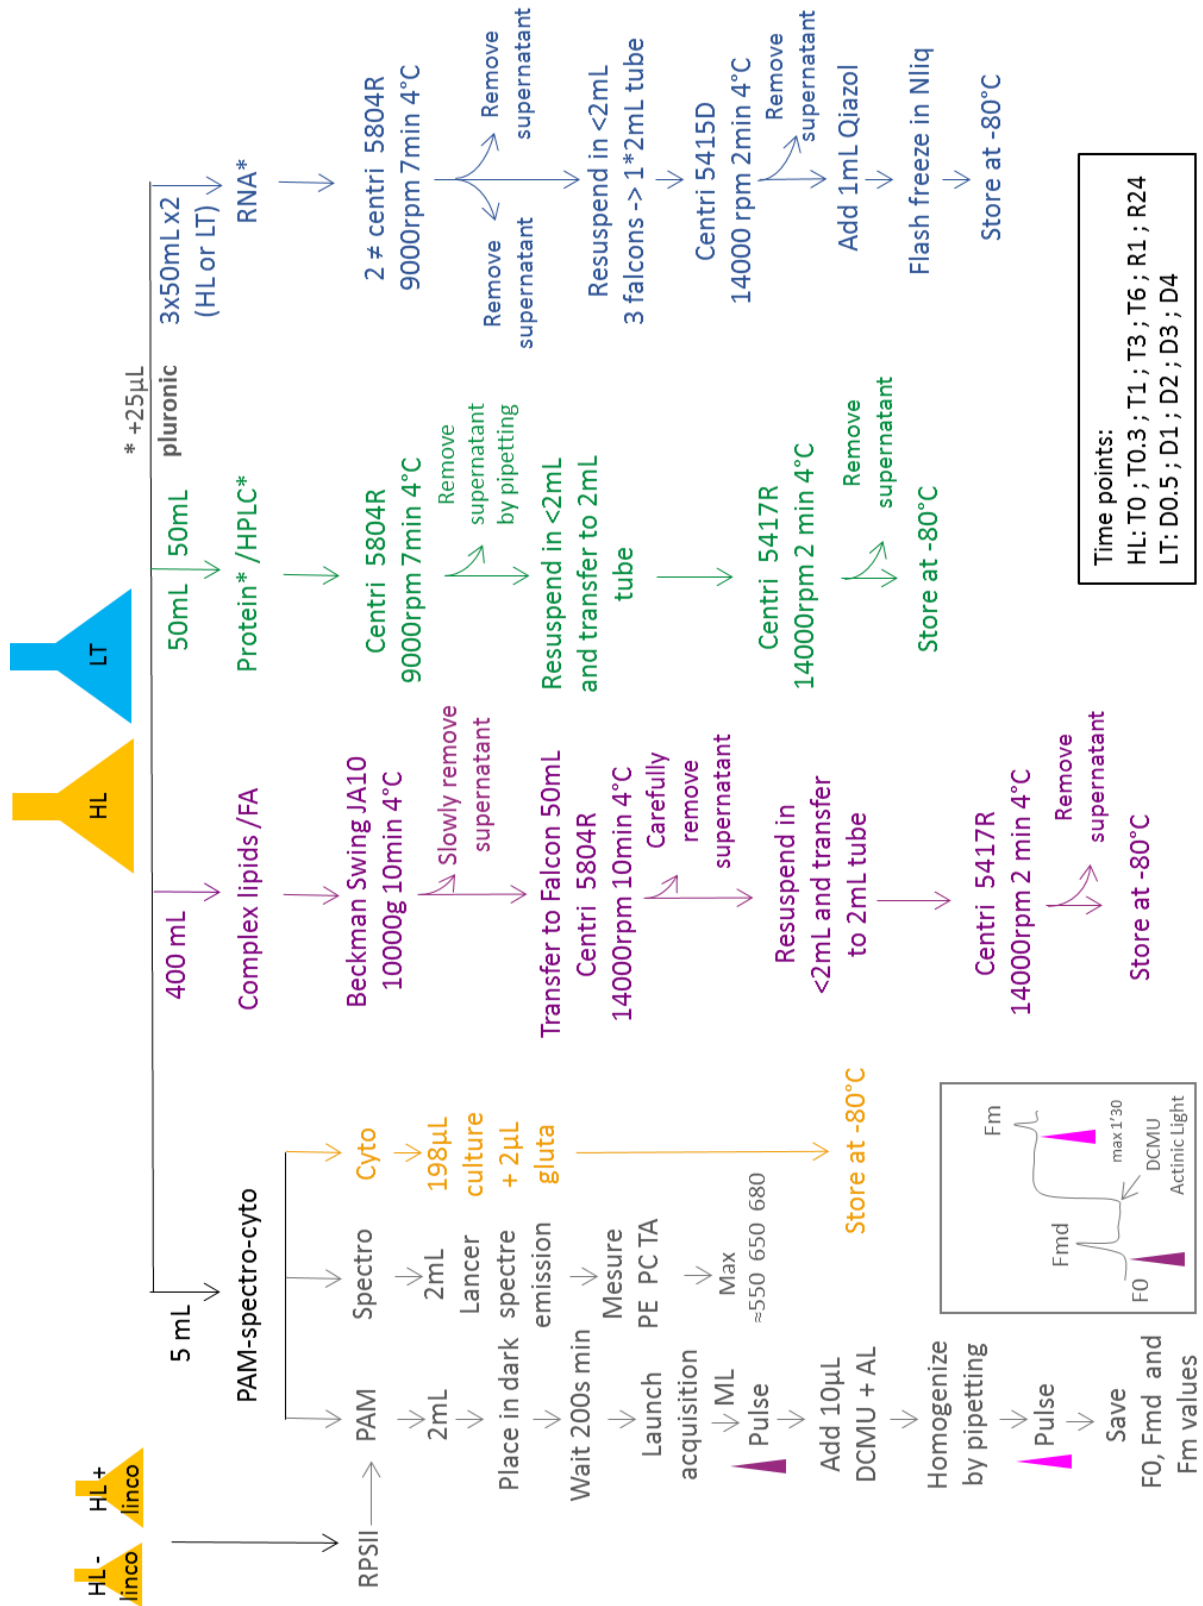 HL -
linco
HL+
linco
HL
LT
RPSII
5 mL
PAM-spectro-cyto
PAM
2mL
Place in dark
Wait 200s min
Launch
acquisition
ML
Pulse
Add 10µL
DCMU + AL
Homogenize
by pipetting
Pulse
Save
F0, Fmd and
Fm values
Spectro
2mL
Lancer
spectre
emission
Mesure
PE PC TA
Max
≈550 650 680
Cyto
198µL
culture
+ 2µL
gluta
Store at -80°C
F0
Fmd
Fm
max 1'30
DCMU
Actinic Light
400 mL
Complex lipids /FA
Beckman Swing JA10
10000g 10min 4°C
Slowly remove
supernatant
Transfer to Falcon 50mL
Centri 5804R
14000rpm 10min 4°C
Carefully
remove
supernatant
Resuspend in
<2mL and transfer
to 2mL tube
Centri 5417R
14000rpm 2 min 4°C
Remove
supernatant
Store at -80°C
50mL 50mL
Protein* /HPLC*
Centri 5804R
9000rpm 7min 4°C
Remove
supernatant
by pipetting
Resuspend in <2mL
and transfer to 2mL
tube
Centri 5417R
14000rpm 2 min 4°C
Remove
supernatant
Store at -80°C
* +25µL
pluronic
3x50mL x2
(HL or LT)
RNA*
2 ≠ centri 5804R
9000rpm 7min 4°C
Remove
supernatant
Remove
supernatant
Resuspend in <2mL
3 falcons -> 1*2mL tube
Centri 5415D
14000 rpm 2min 4°C
Remove
supernatant
Add 1mL Qiazol
Flash freeze in Nliq
Store at -80°C
Time points:
HL: T0 ; T0.3 ; T1 ; T3 ; T6 ; R1 ; R24
LT: D0.5 ; D1 ; D2 ; D3 ; D4